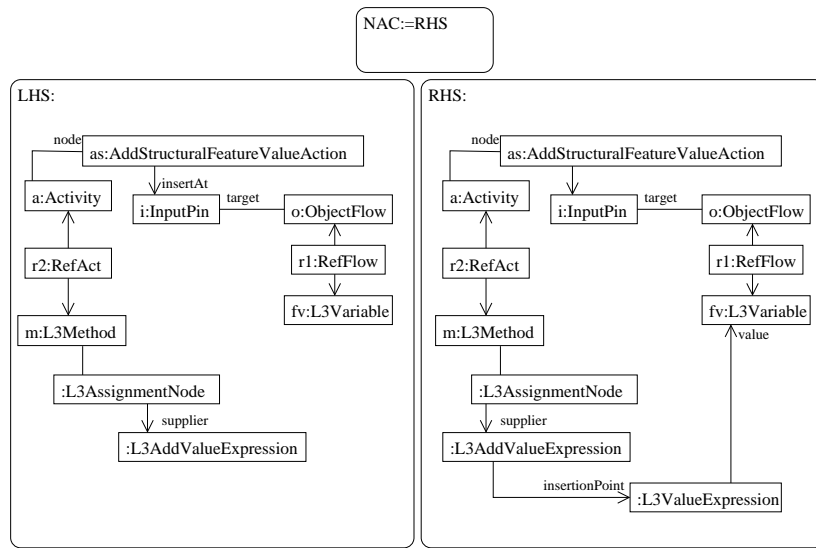 NAC:=RHS
LHS:
node
as:AddStructuralFeatureValueAction
insertAt
target
a:Activity
i:InputPin
o:ObjectFlow
r2:RefAct
r1:RefFlow
fv:L3Variable
m:L3Method
:L3AssignmentNode
supplier
:L3AddValueExpression
RHS:
node
as:AddStructuralFeatureValueAction
target
a:Activity
i:InputPin
o:ObjectFlow
r2:RefAct
r1:RefFlow
fv:L3Variable
m:L3Method
value
:L3AssignmentNode
supplier
:L3AddValueExpression
insertionPoint
:L3ValueExpression